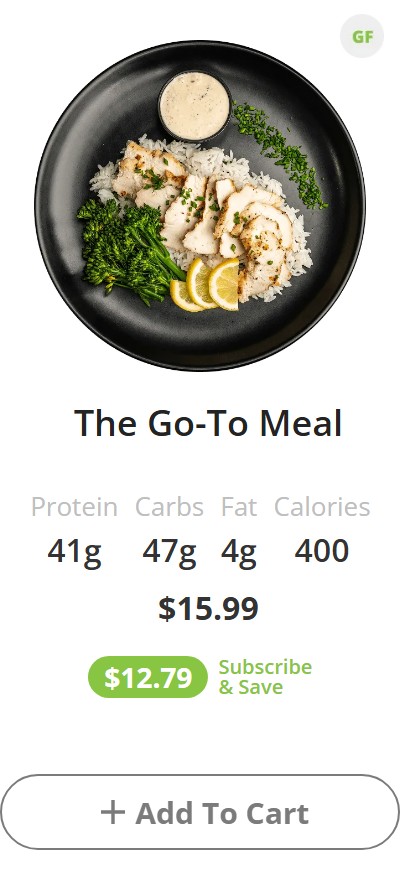 GF
The Go-To Meal
Protein Carbs Fat Calories
41g 47g 4g 400
$15.99
$12.79 Subscribe
& Save
+ Add To Cart